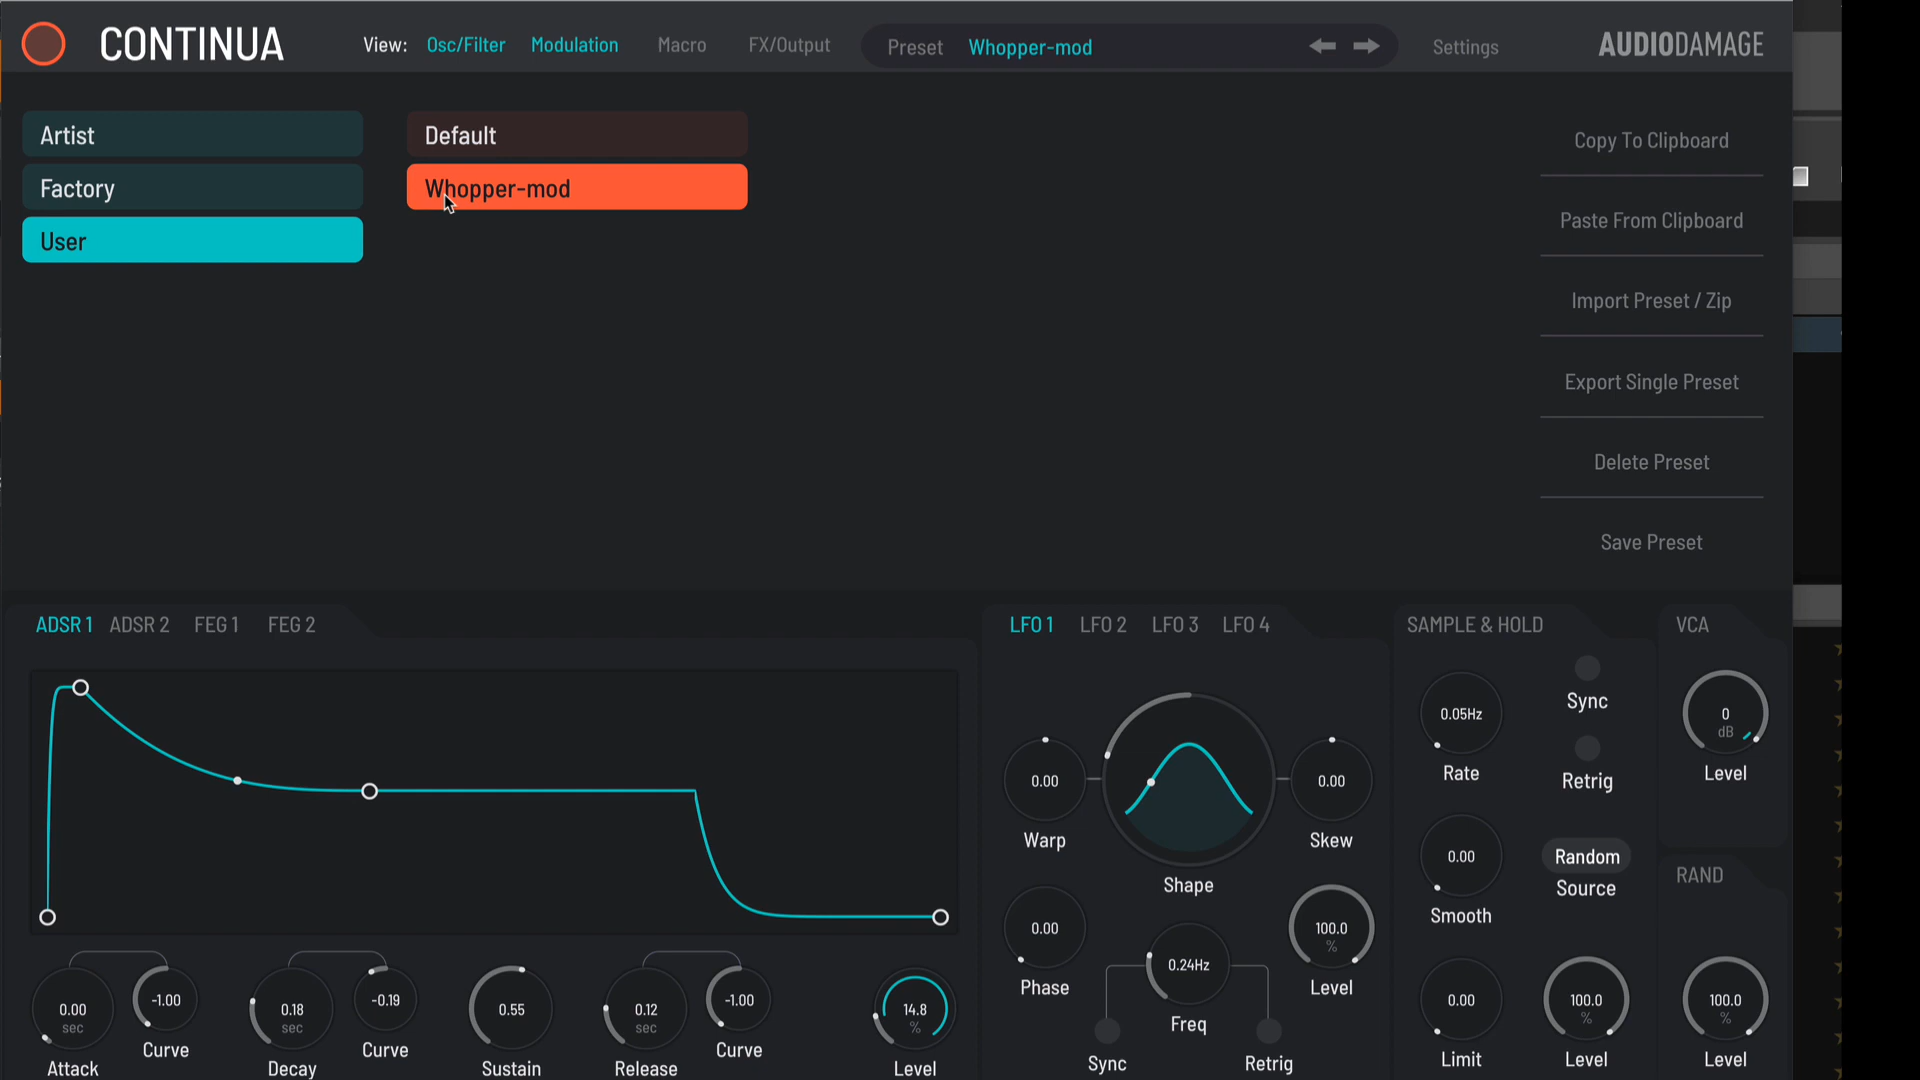 CONTINUA
View: Osc/Filter Modulation Macro FX/Output Preset Whopper-mod Settings AUDIODAMAGE
Artist
Factory
User
Default
Whopper-mod
Copy To Clipboard
Paste From Clipboard
Import Preset / Zip
Export Single Preset
Delete Preset
Save Preset
ADSR 1 ADSR 2 FEG 1 FEG 2
0.00 sec
Attack
-1.00
Curve
0.18 sec
Decay
-0.19
Curve
0.55
Sustain
0.12 sec
Release
-1.00
Curve
14.8 %
Level
LFO 1 LFO 2 LFO 3 LFO 4
0.00
Warp
Shape
0.00
Skew
0.00
Phase
0.24Hz
Freq
100.0 %
Level
Sync
Retrig
SAMPLE & HOLD
0.05Hz
Rate
Sync
Retrig
0.00
Smooth
Random
Source
0.00
Limit
100.0 %
Level
VCA
0 dB
Level
RAND
100.0 %
Level